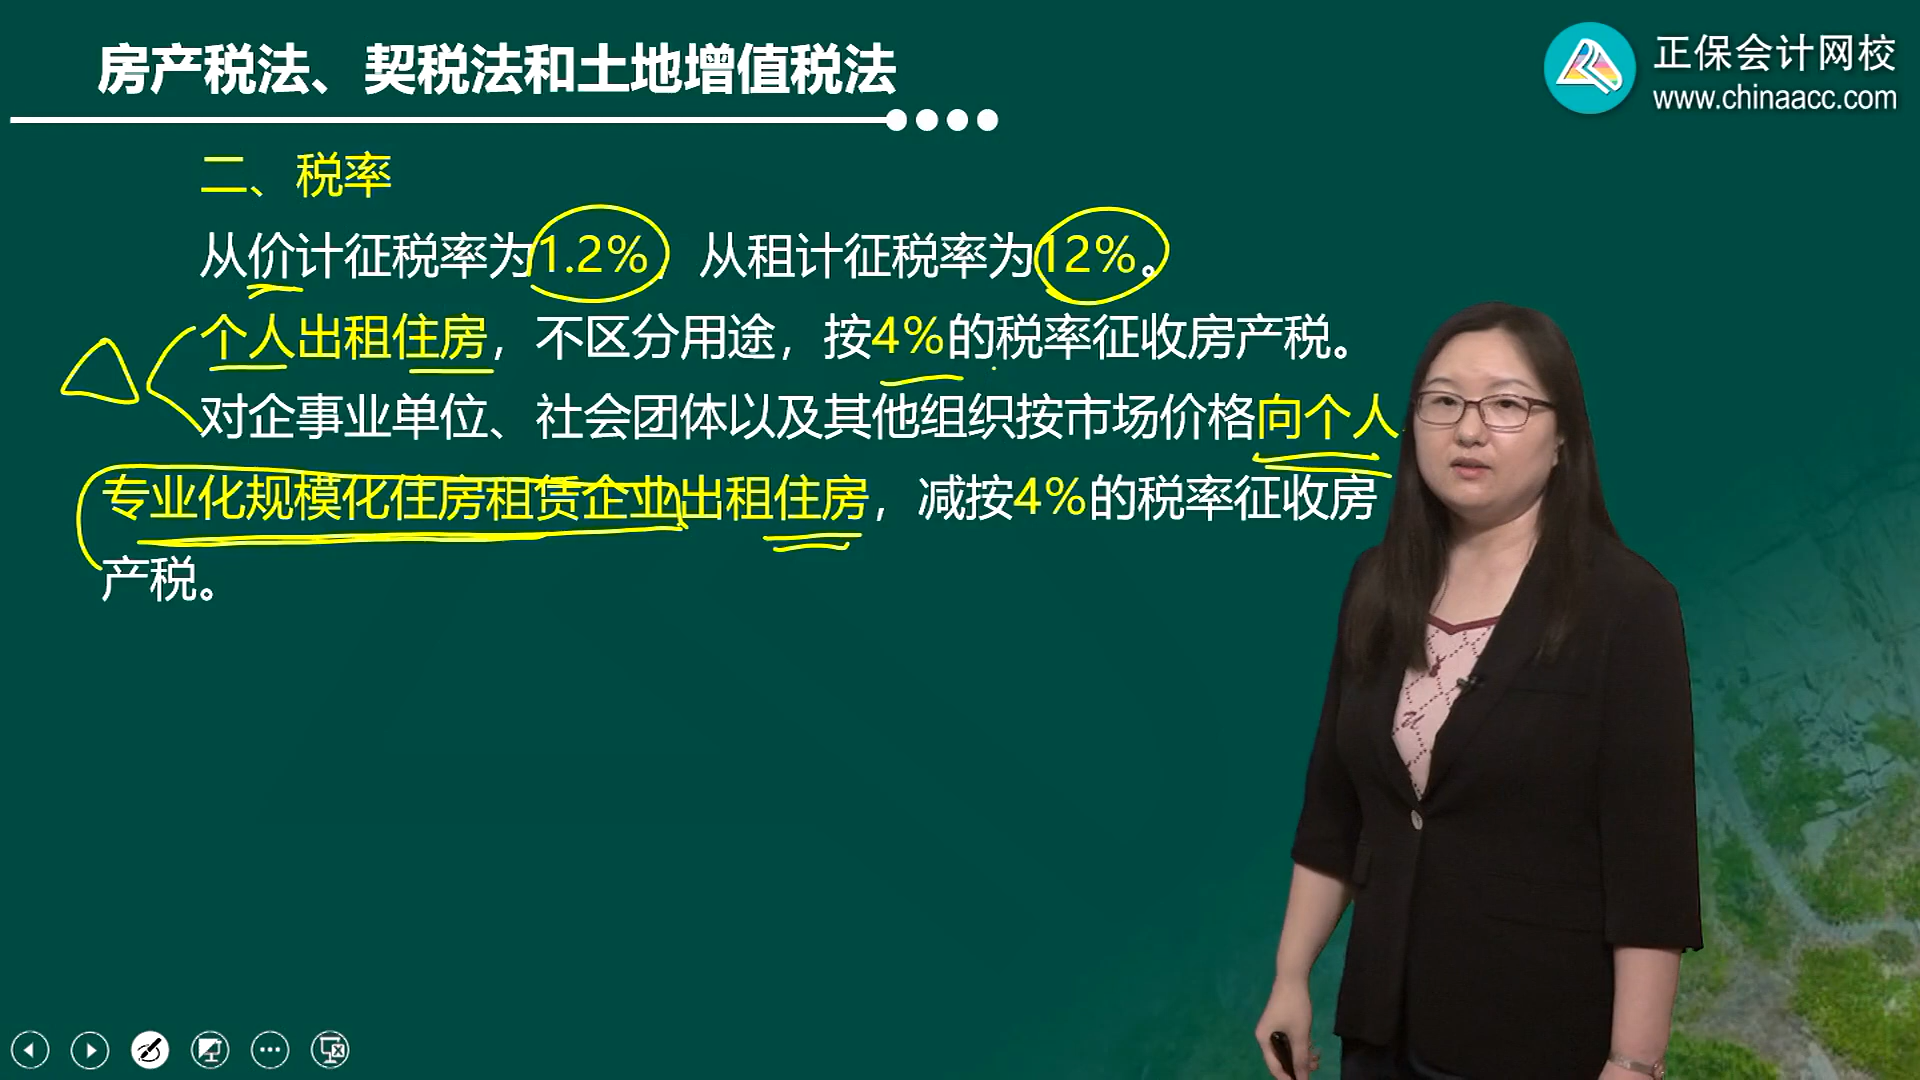 房产税法、契税法和土地增值税法
正保会计网校
www.chinaacc.com
二、税率
从价计征税率为1.2%，从租计征税率为12%。
个人出租住房，不区分用途，按4%的税率征收房产税。
对企事业单位、社会团体以及其他组织按市场价格向个人、
专业化规模化住房租赁企业出租住房，减按4%的税率征收房
产税。